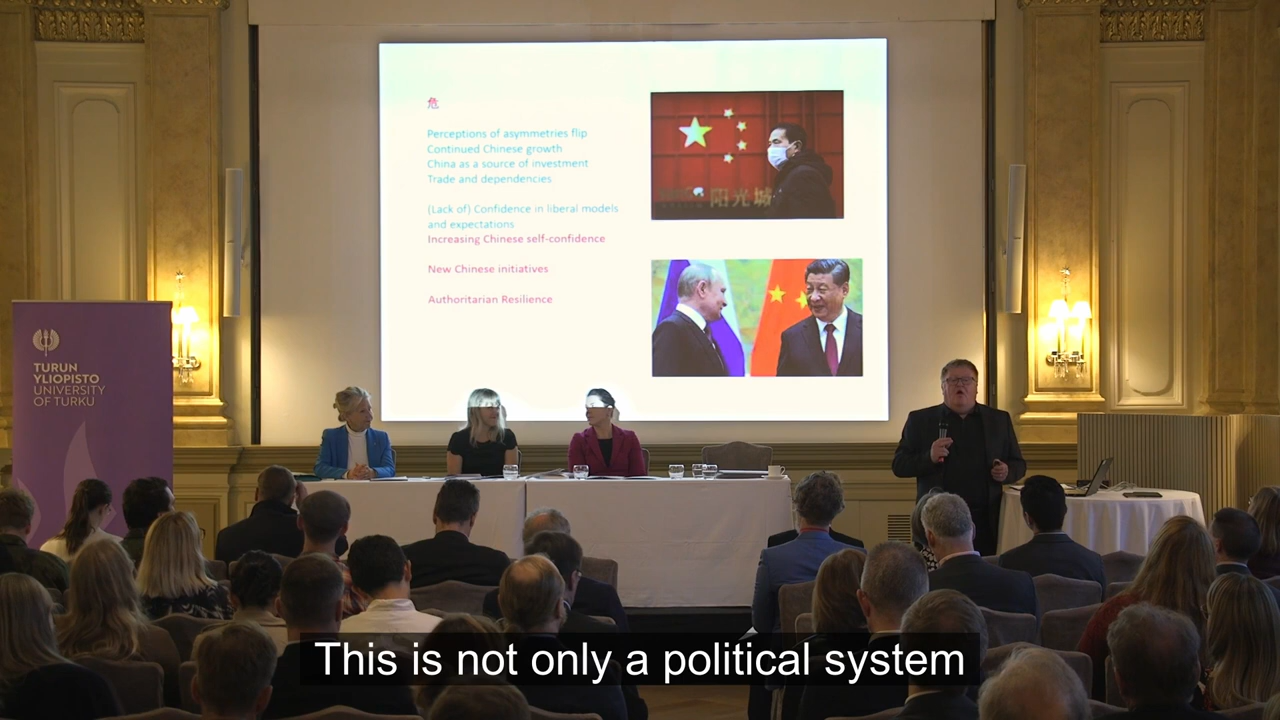 危
Perceptions of asymmetries flip
Continued Chinese growth
China as a source of investment
Trade and dependencies
(Lack of) Confidence in liberal models
and expectations
Increasing Chinese self-confidence
New Chinese initiatives
Authoritarian Resilience
阳光城
TURUN
YLIOPISTO
UNIVERSITY
OF TURKU
This is not only a political system